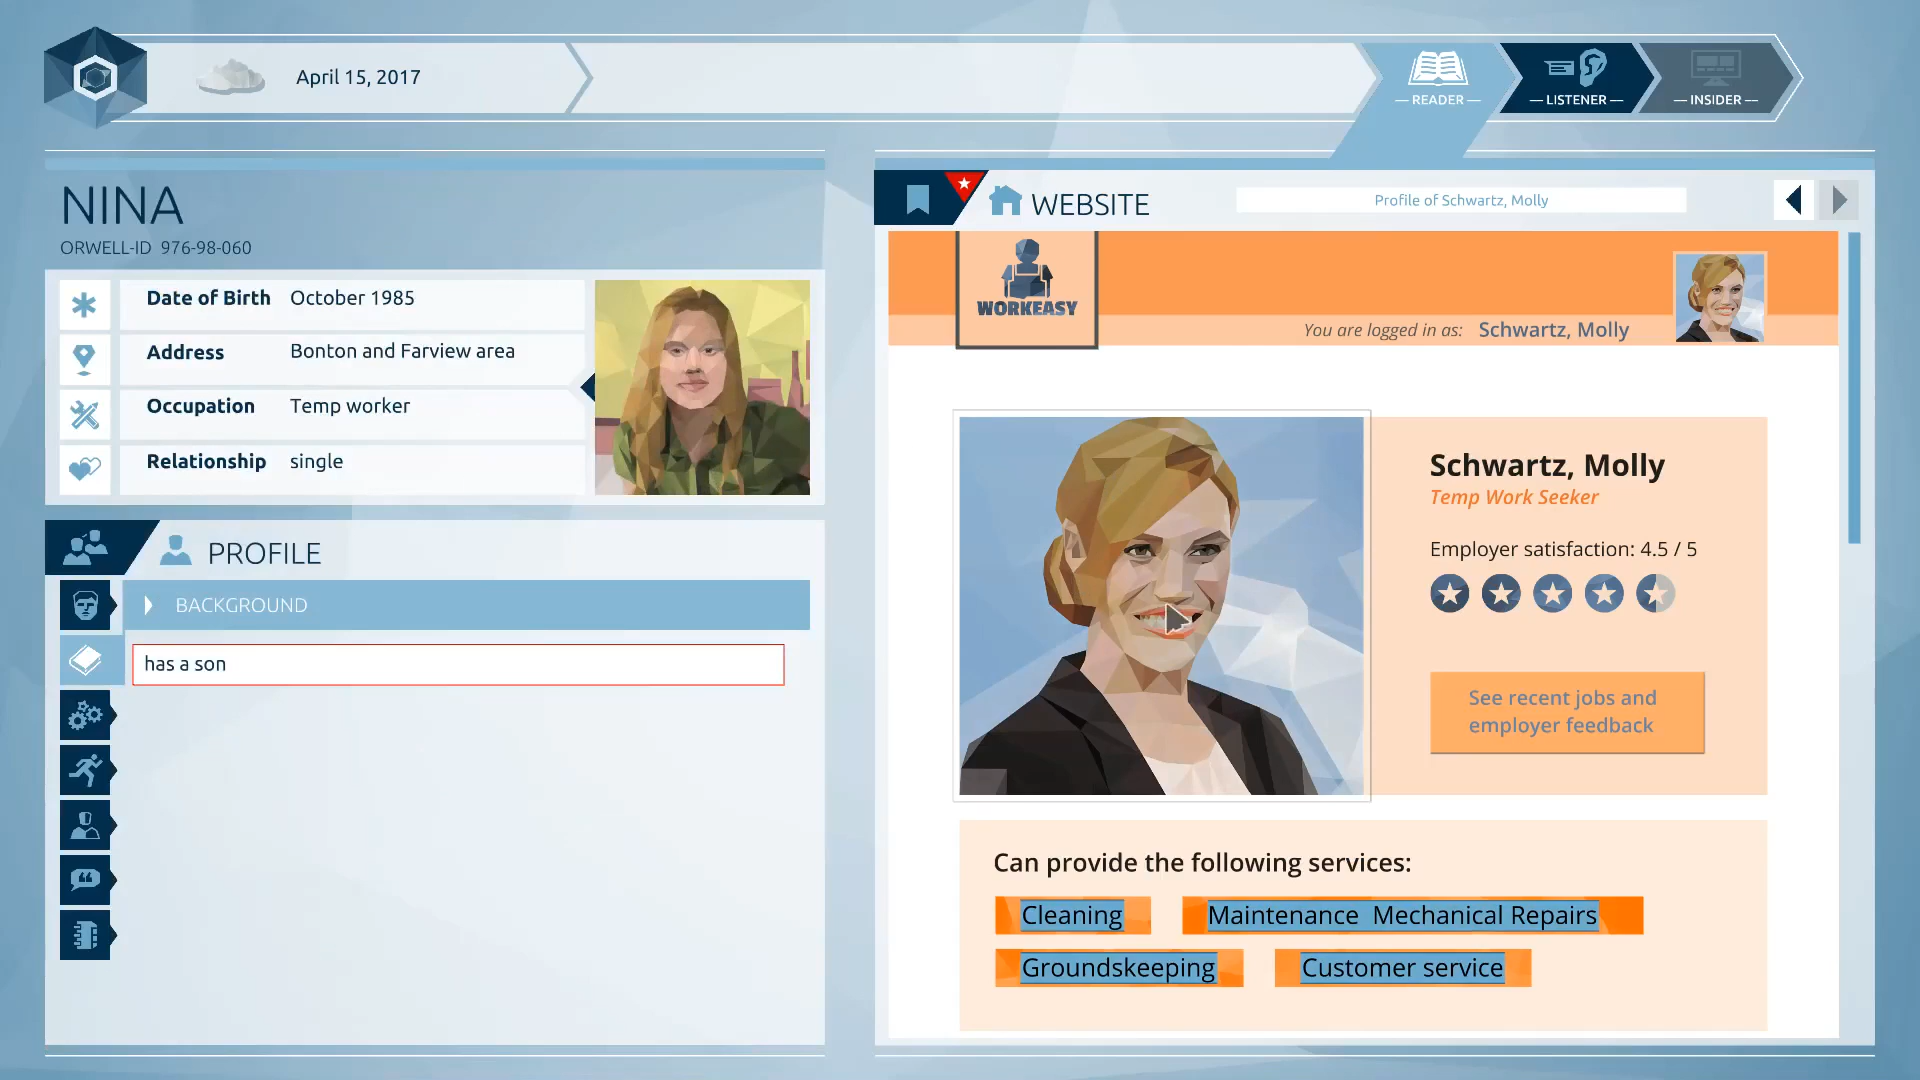 April 15, 2017
READER
LISTENER
INSIDER
NINA
ORWELL-ID 976-98-060
Date of Birth October 1985
Address Bonton and Farview area
Occupation Temp worker
Relationship single
PROFILE
BACKGROUND
has a son
WEBSITE
Profile of Schwartz, Molly
WORKEASY
You are logged in as: Schwartz, Molly
Schwartz, Molly
Temp Work Seeker
Employer satisfaction: 4.5 / 5
See recent jobs and
employer feedback
Can provide the following services:
Cleaning Maintenance Mechanical Repairs
Groundskeeping Customer service